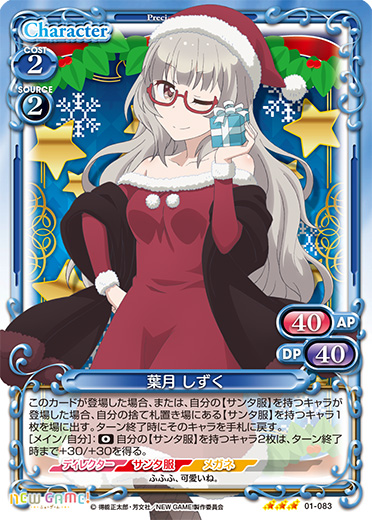 Preci
Character
COST
2
SOURCE
2
40 AP
DP 40
葉月 しずく
このカードが登場した場合、または、自分の【サンタ服】を持つキャラが
登場した場合、自分の捨て札置き場にある【サンタ服】を持つキャラ1
枚を場に出す。ターン終了時にそのキャラを手札に戻す。
[メイン/自分]: 自分の【サンタ服】を持つキャラ2枚は、ターン終了
時まで+30/+30を得る。
ディレクター サンタ服 メガネ
ふふふ、可愛いね。
NEW GAME!
01-083
© 得能正太郎・芳文社/NEW GAME!製作委員会